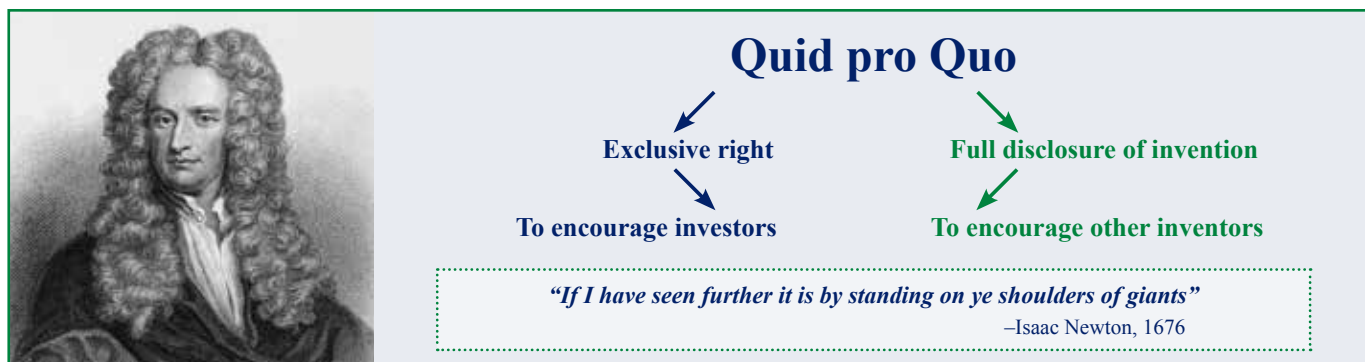 Quid pro Quo
Exclusive right
Full disclosure of invention
To encourage investors
To encourage other inventors
“If I have seen further it is by standing on ye shoulders of giants”
–Isaac Newton, 1676